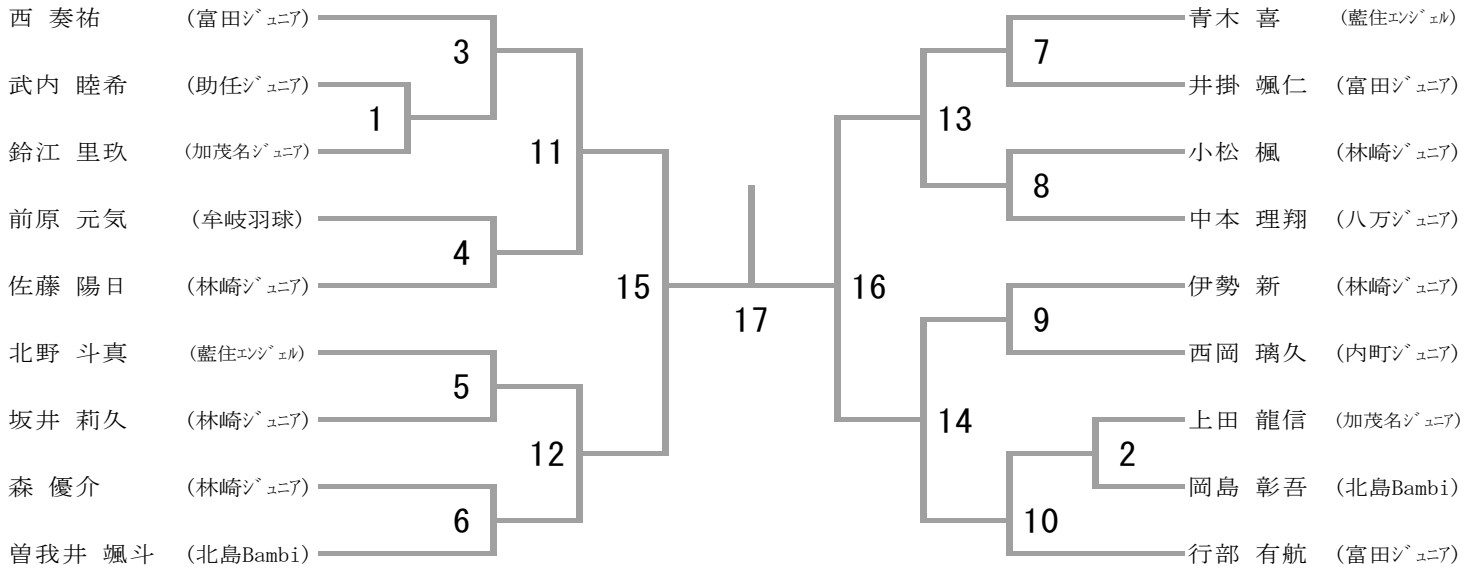 西 奏祐 (富田ｼﾞｭﾆｱ)
武内 睦希 (助任ｼﾞｭﾆｱ)
鈴江 里玖 (加茂名ｼﾞｭﾆｱ)
前原 元気 (牟岐羽球)
佐藤 陽日 (林崎ｼﾞｭﾆｱ)
北野 斗真 (藍住ｴﾝｼﾞｪﾙ)
坂井 莉久 (林崎ｼﾞｭﾆｱ)
森 優介 (林崎ｼﾞｭﾆｱ)
曽我井 颯斗 (北島Bambi)
3
1
11
4
15
5
12
6
17
7
13
8
16
9
14
2
10
青木 喜 (藍住ｴﾝｼﾞｪﾙ)
井掛 颯仁 (富田ｼﾞｭﾆｱ)
小松 楓 (林崎ｼﾞｭﾆｱ)
中本 理翔 (八万ｼﾞｭﾆｱ)
伊勢 新 (林崎ｼﾞｭﾆｱ)
西岡 璃久 (内町ｼﾞｭﾆｱ)
上田 龍信 (加茂名ｼﾞｭﾆｱ)
岡島 彰吾 (北島Bambi)
行部 有航 (富田ｼﾞｭﾆｱ)